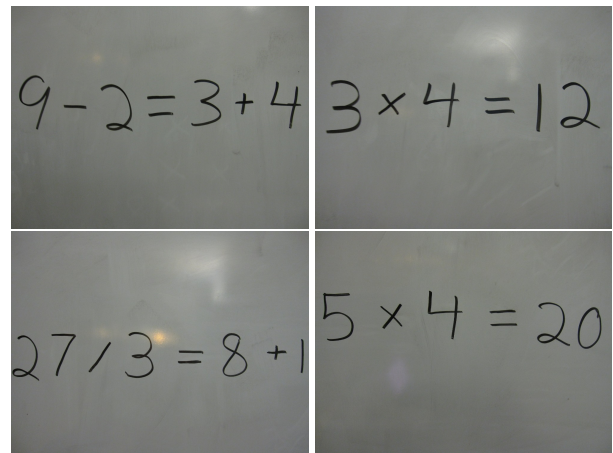 9 - 2 = 3 + 4
3 × 4 = 12
27 / 3 = 8 + 1
5 × 4 = 20